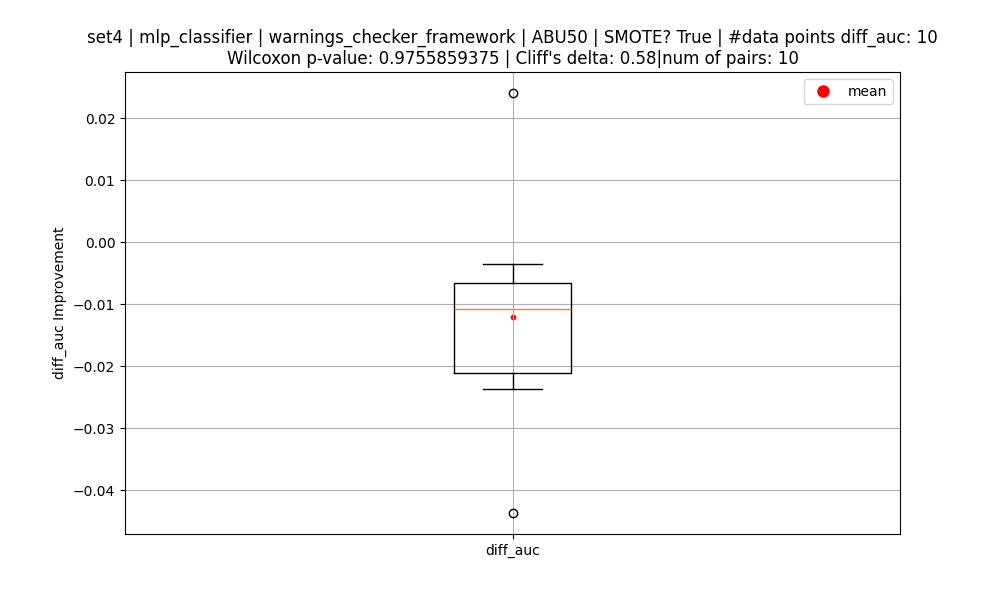 set4 | mlp_classifier | warnings_checker_framework | ABU50 | SMOTE? True | #data points diff_auc: 10
Wilcoxon p-value: 0.9755859375 | Cliff's delta: 0.58|num of pairs: 10
mean
0.02
0.01
0.00
−0.01
−0.02
−0.03
−0.04
diff_auc Improvement
diff_auc